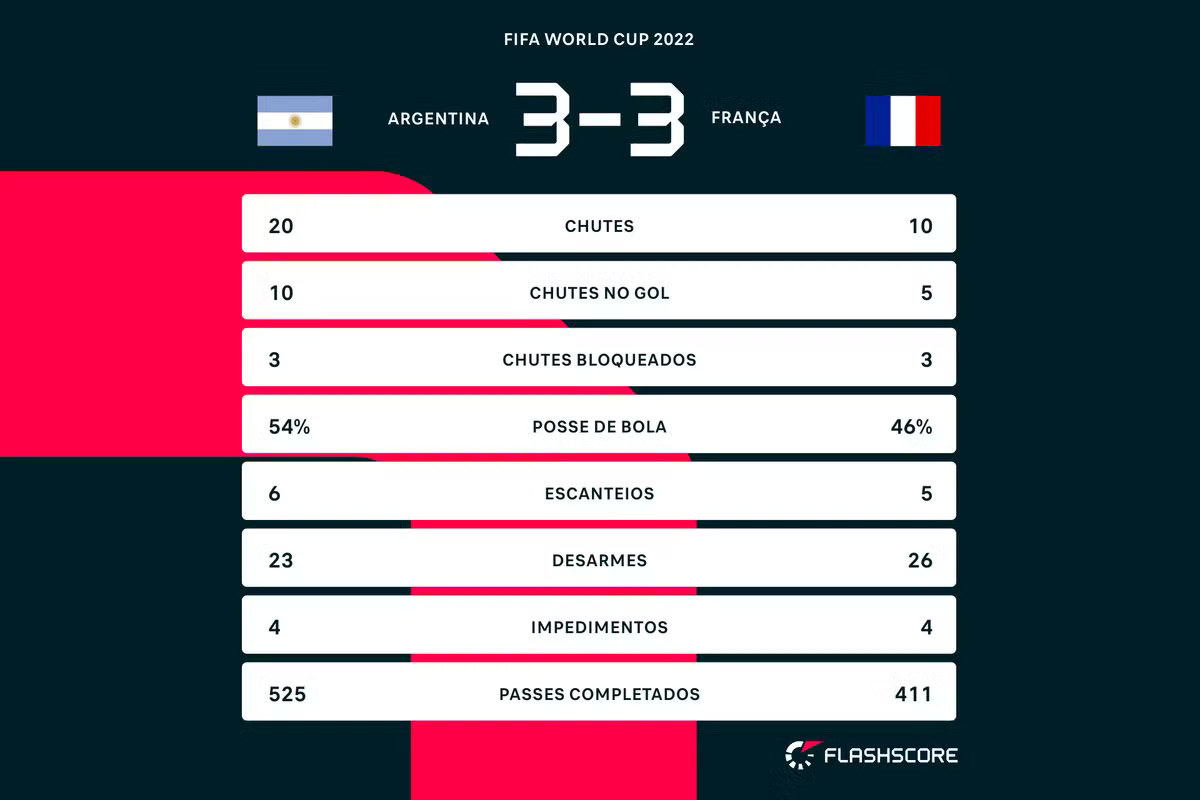 FIFA WORLD CUP 2022
ARGENTINA 3-3 FRANÇA
20 CHUTES 10
10 CHUTES NO GOL 5
3 CHUTES BLOQUEADOS 3
54% POSSE DE BOLA 46%
6 ESCANTEIOS 5
23 DESARMES 26
4 IMPEDIMENTOS 4
525 PASSES COMPLETADOS 411
FLASHSCORE